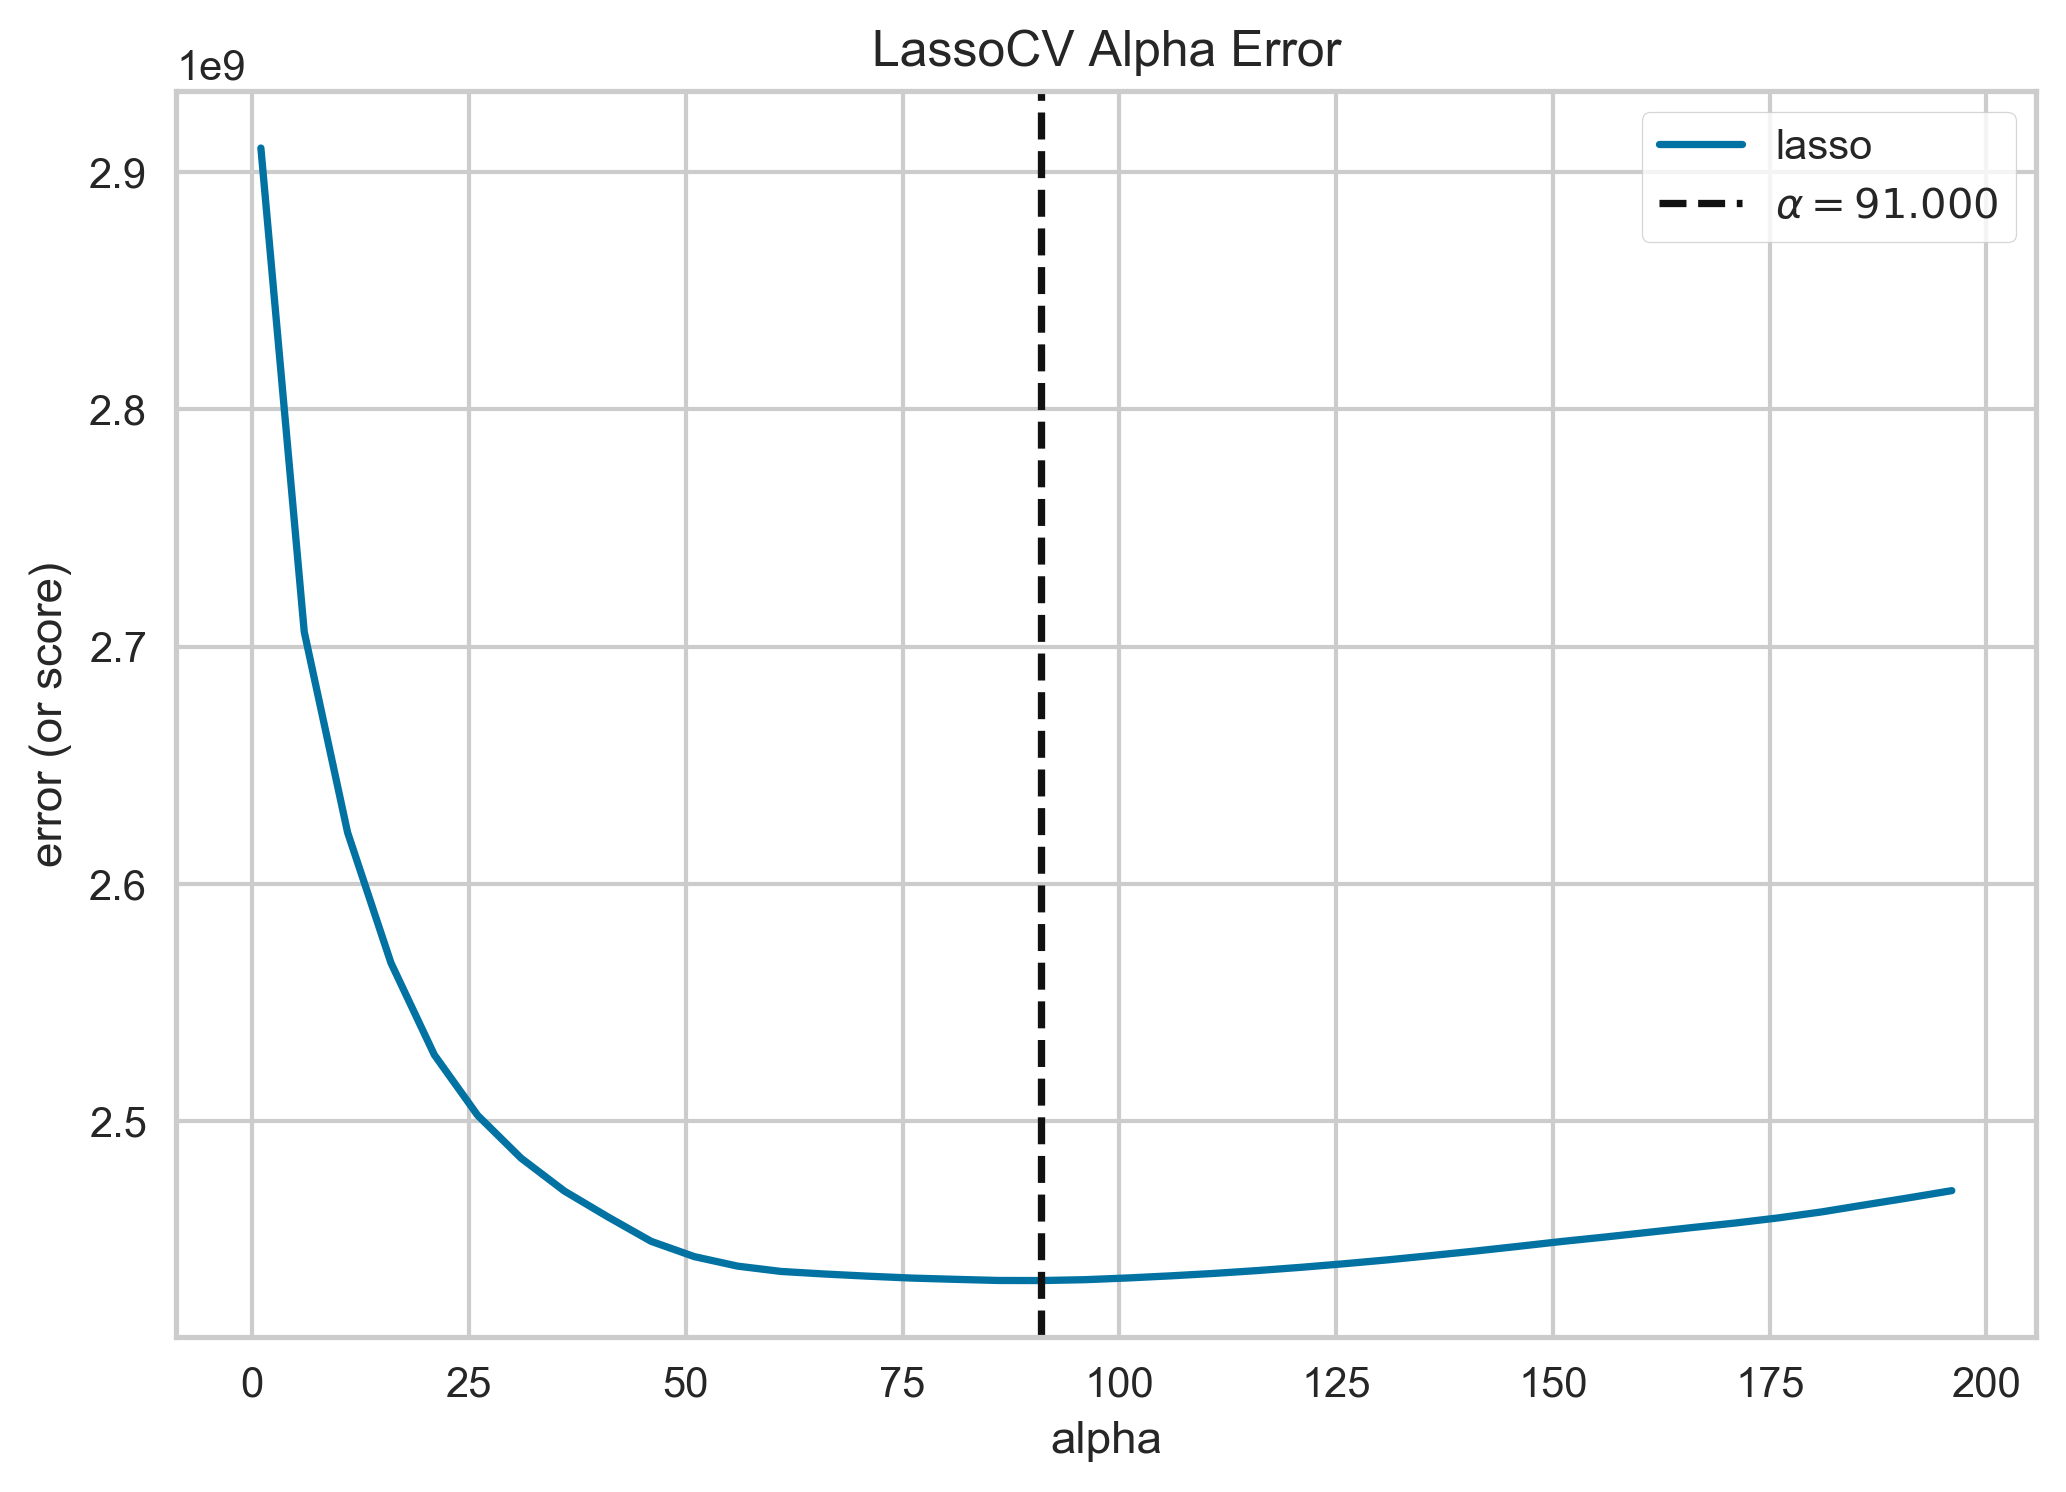 LassoCV Alpha Error
1e9
lasso
α = 91.000
2.9
2.8
2.7
2.6
2.5
error (or score)
0 25 50 75 100 125 150 175 200
alpha